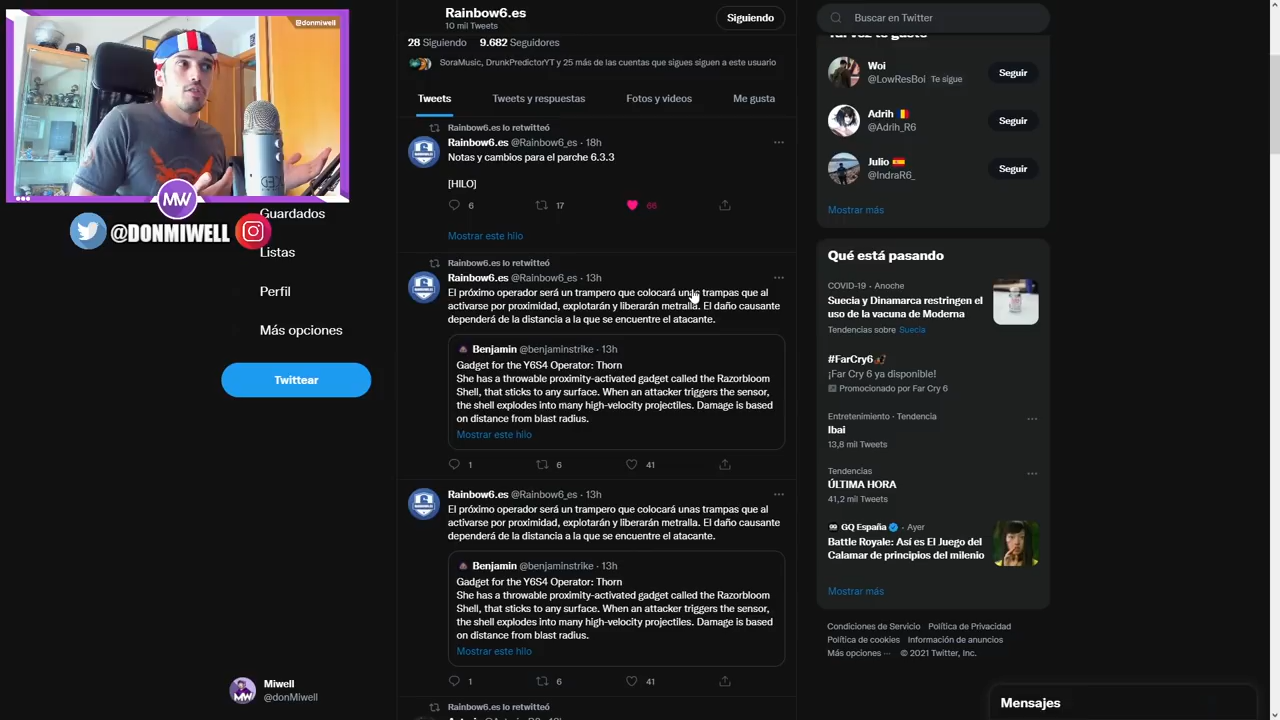 @donmiwell
MW
@DONMIWELL
Guardados
Listas
Perfil
Más opciones
Twittear
Miwell
@donMiwell
Rainbow6.es
10 mil Tweets
Siguiendo
28 Siguiendo 9.682 Seguidores
SoraMusic, DrunkPredictorYT y 25 más de las cuentas que sigues siguen a este usuario
Tweets Tweets y respuestas Fotos y videos Me gusta
Rainbow6.es lo retwitteó
Rainbow6.es @Rainbow6_es · 18h
Notas y cambios para el parche 6.3.3
[HILO]
6 17 66
Mostrar este hilo
Rainbow6.es lo retwitteó
Rainbow6.es @Rainbow6_es · 13h
El próximo operador será un trampero que colocará unas trampas que al
activarse por proximidad, explotarán y liberarán metralla. El daño causante
dependerá de la distancia a la que se encuentre el atacante.
Benjamin @benjaminstrike · 13h
Gadget for the Y6S4 Operator: Thorn
She has a throwable proximity-activated gadget called the Razorbloom
Shell, that sticks to any surface. When an attacker triggers the sensor,
the shell explodes into many high-velocity projectiles. Damage is based
on distance from blast radius.
Mostrar este hilo
1 6 41
Rainbow6.es @Rainbow6_es · 13h
El próximo operador será un trampero que colocará unas trampas que al
activarse por proximidad, explotarán y liberarán metralla. El daño causante
dependerá de la distancia a la que se encuentre el atacante.
Benjamin @benjaminstrike · 13h
Gadget for the Y6S4 Operator: Thorn
She has a throwable proximity-activated gadget called the Razorbloom
Shell, that sticks to any surface. When an attacker triggers the sensor,
the shell explodes into many high-velocity projectiles. Damage is based
on distance from blast radius.
Mostrar este hilo
1 6 41
Rainbow6.es lo retwitteó
Buscar en Twitter
Tal vez te guste
Woi
@LowResBoi Te sigue
Seguir
Adrih
@Adrih_R6
Seguir
Julio
@IndraR6_
Seguir
Mostrar más
Qué está pasando
COVID-19 · Anoche
Suecia y Dinamarca restringen el
uso de la vacuna de Moderna
Tendencias sobre Suecia
#FarCry6
¡Far Cry 6 ya disponible!
Promocionado por Far Cry 6
Entretenimiento · Tendencia
Ibai
13,8 mil Tweets
Tendencias
ÚLTIMA HORA
41,2 mil Tweets
GQ España · Ayer
Battle Royale: Así es El Juego del
Calamar de principios del milenio
Mostrar más
Condiciones de Servicio Política de Privacidad
Política de cookies Información de anuncios
Más opciones ··· © 2021 Twitter, Inc.
Mensajes